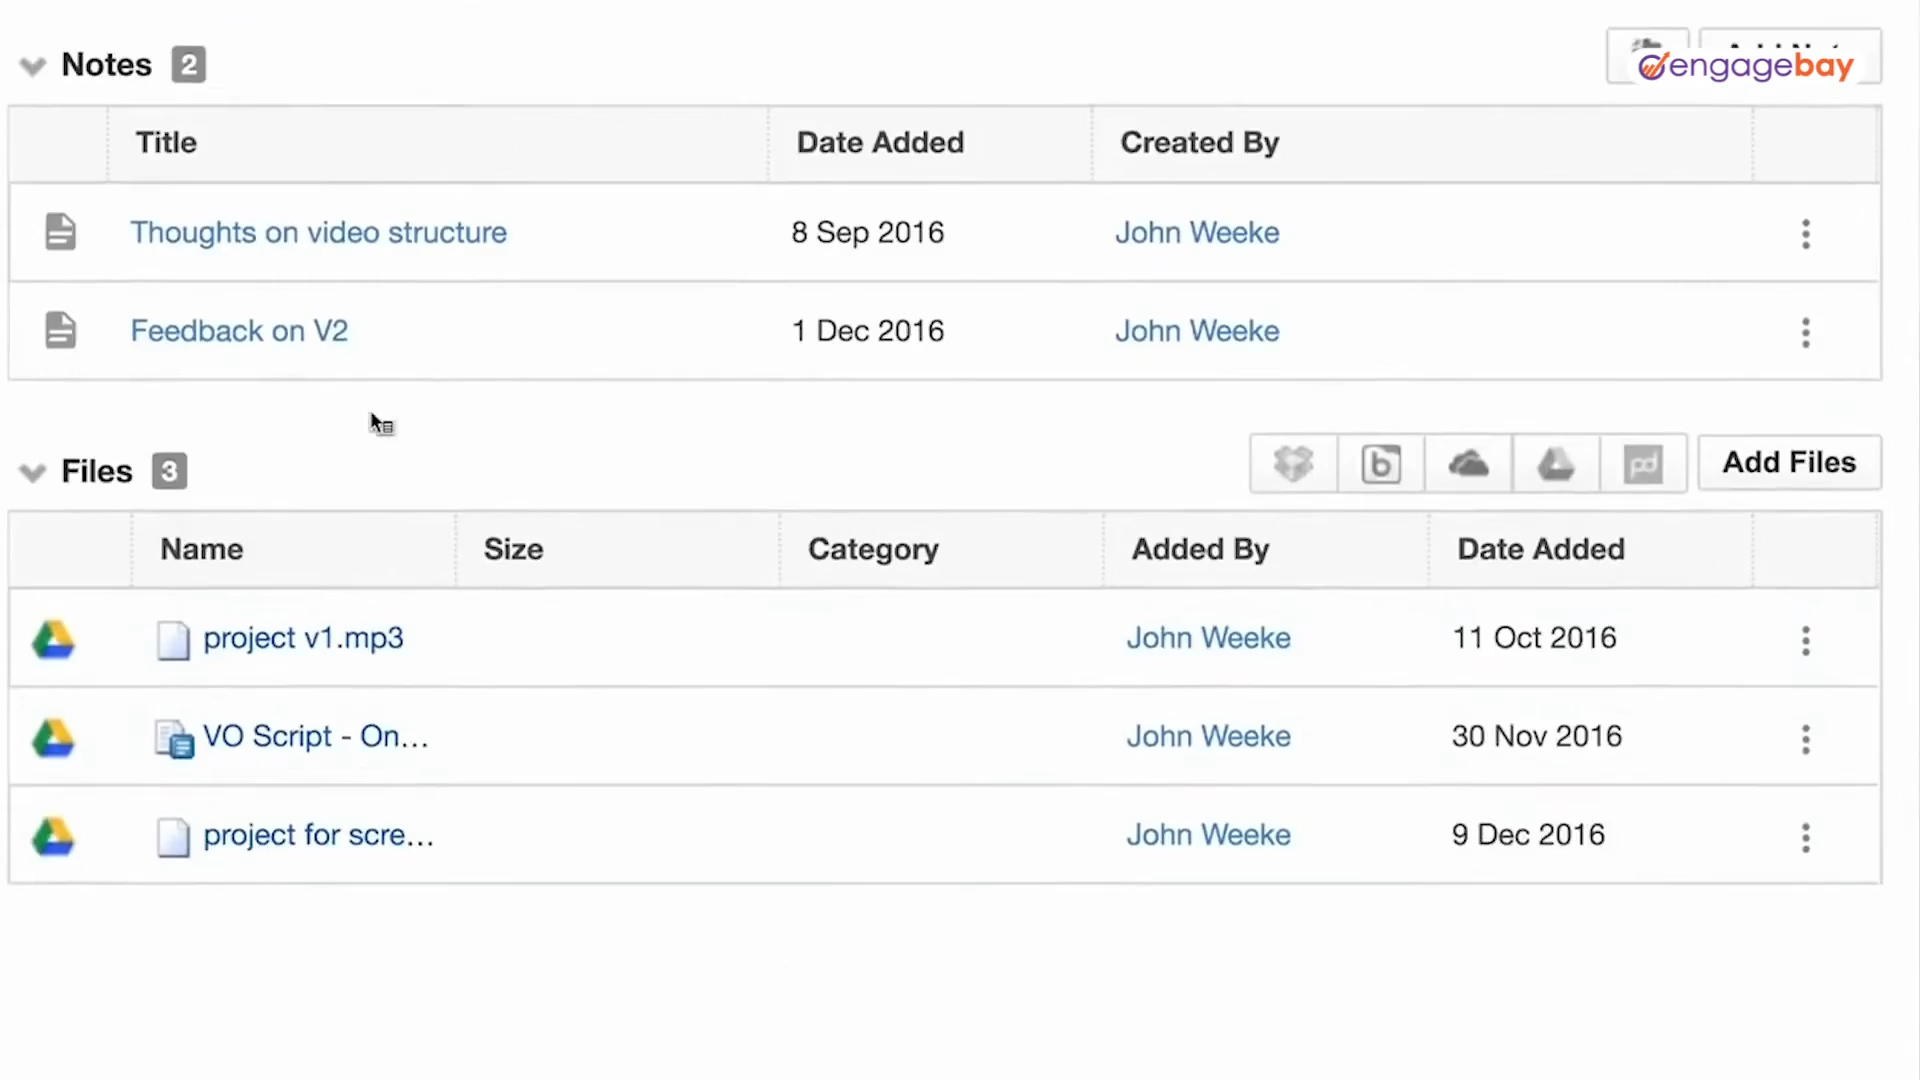 Notes 2
engagebay
Title Date Added Created By
Thoughts on video structure 8 Sep 2016 John Weeke
Feedback on V2 1 Dec 2016 John Weeke
Files 3 Add Files
Name Size Category Added By Date Added
project v1.mp3 John Weeke 11 Oct 2016
VO Script - On... John Weeke 30 Nov 2016
project for scre... John Weeke 9 Dec 2016